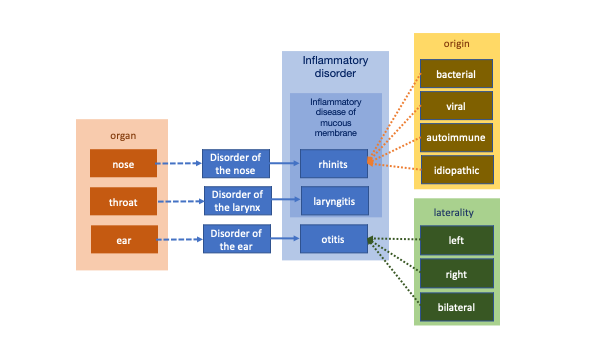 organ
nose
throat
ear
Disorder of
the nose
Disorder of
the larynx
Disorder of
the ear
Inflammatory
disorder
Inflammatory
disease of
mucous
membrane
rhinits
laryngitis
otitis
origin
bacterial
viral
autoimmune
idiopathic
laterality
left
right
bilateral